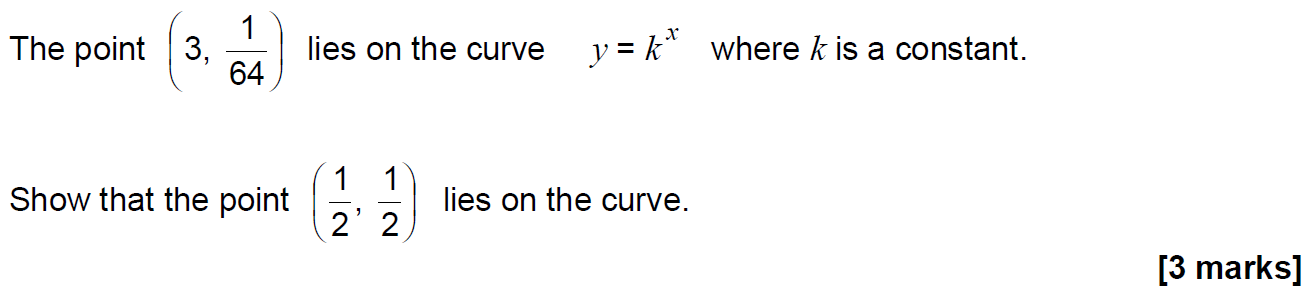 The point (3, 1/64) lies on the curve y = kˣ where k is a constant.
Show that the point (1/2, 1/2) lies on the curve.
[3 marks]